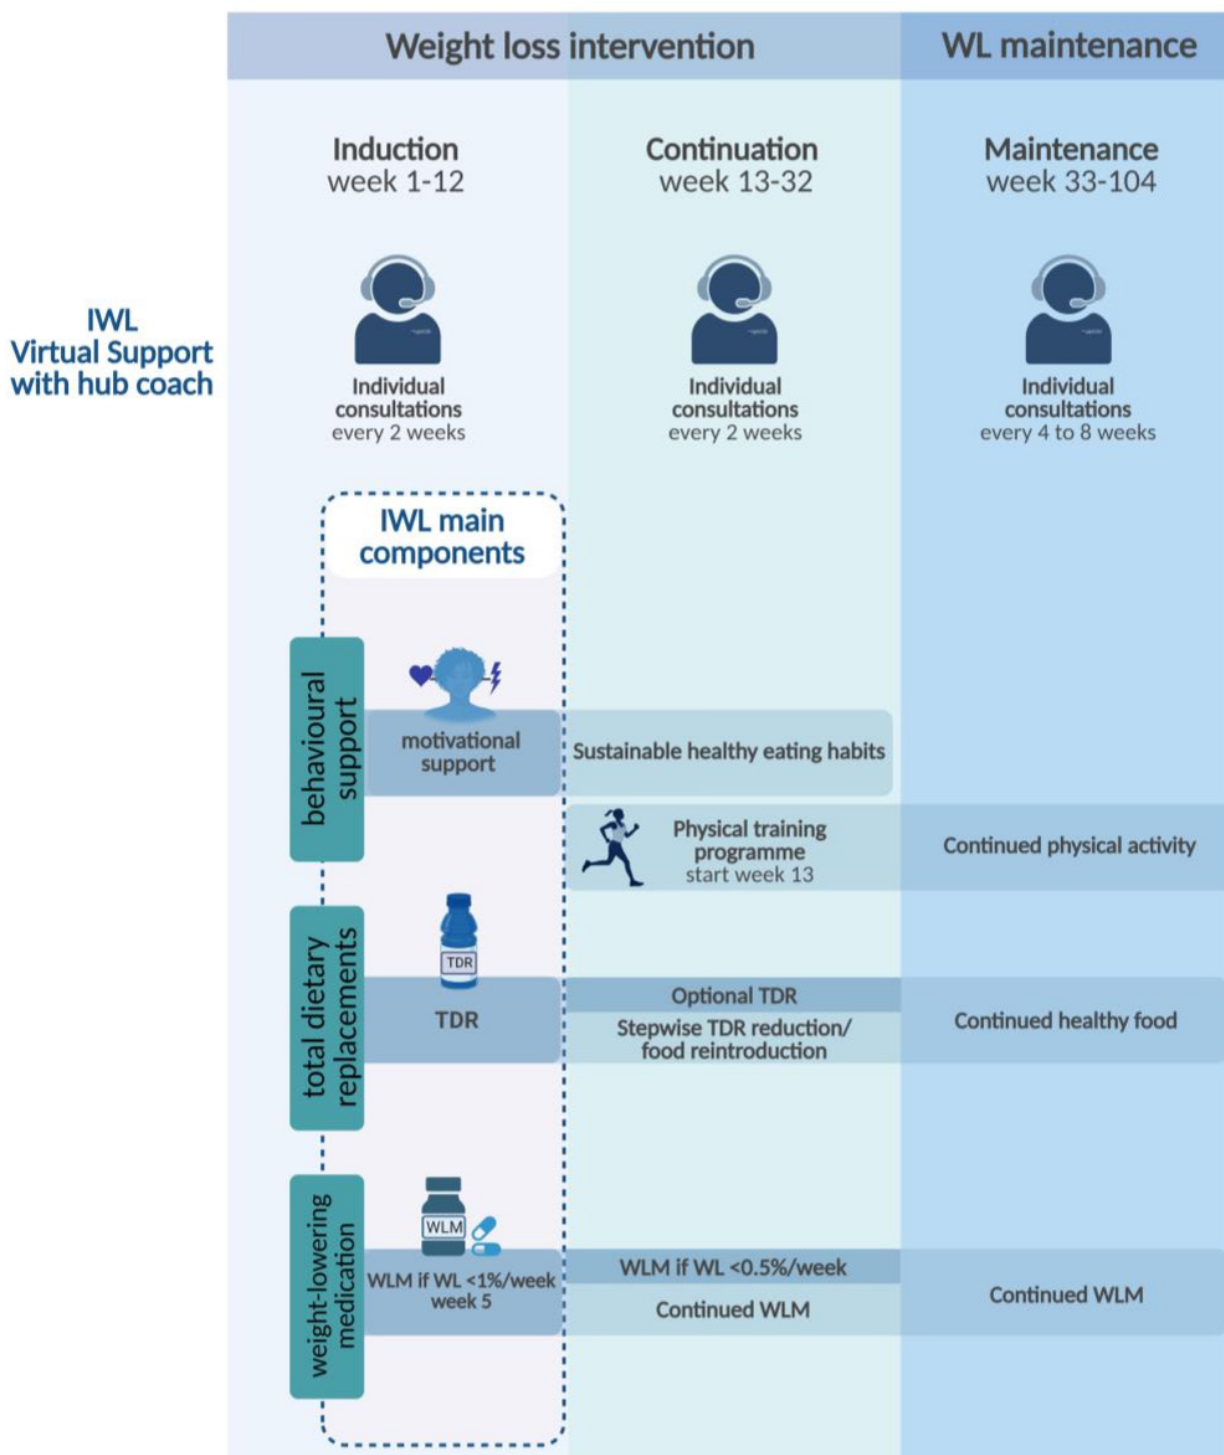 Weight loss intervention
WL maintenance
Induction
week 1-12
Continuation
week 13-32
Maintenance
week 33-104
IWL
Virtual Support
with hub coach
Individual
consultations
every 2 weeks
Individual
consultations
every 2 weeks
Individual
consultations
every 4 to 8 weeks
IWL main
components
behavioural
support
motivational
support
Sustainable healthy eating habits
Physical training
programme
start week 13
Continued physical activity
total dietary
replacements
TDR
TDR
Optional TDR
Stepwise TDR reduction/
food reintroduction
Continued healthy food
weight-lowering
medication
WLM
WLM if WL <1%/week
week 5
WLM if WL <0.5%/week
Continued WLM
Continued WLM